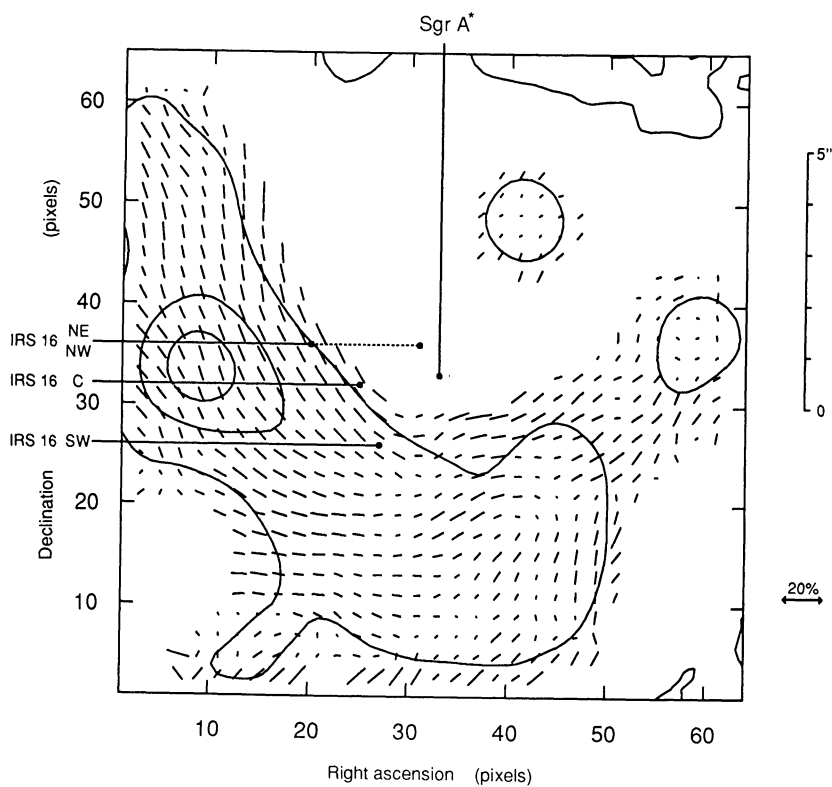 Sgr A*
60
50
40
30
20
10
(pixels)
Declination
IRS 16 NE
NW
IRS 16 C
IRS 16 SW
5"
0
20%
10 20 30 40 50 60
Right ascension (pixels)